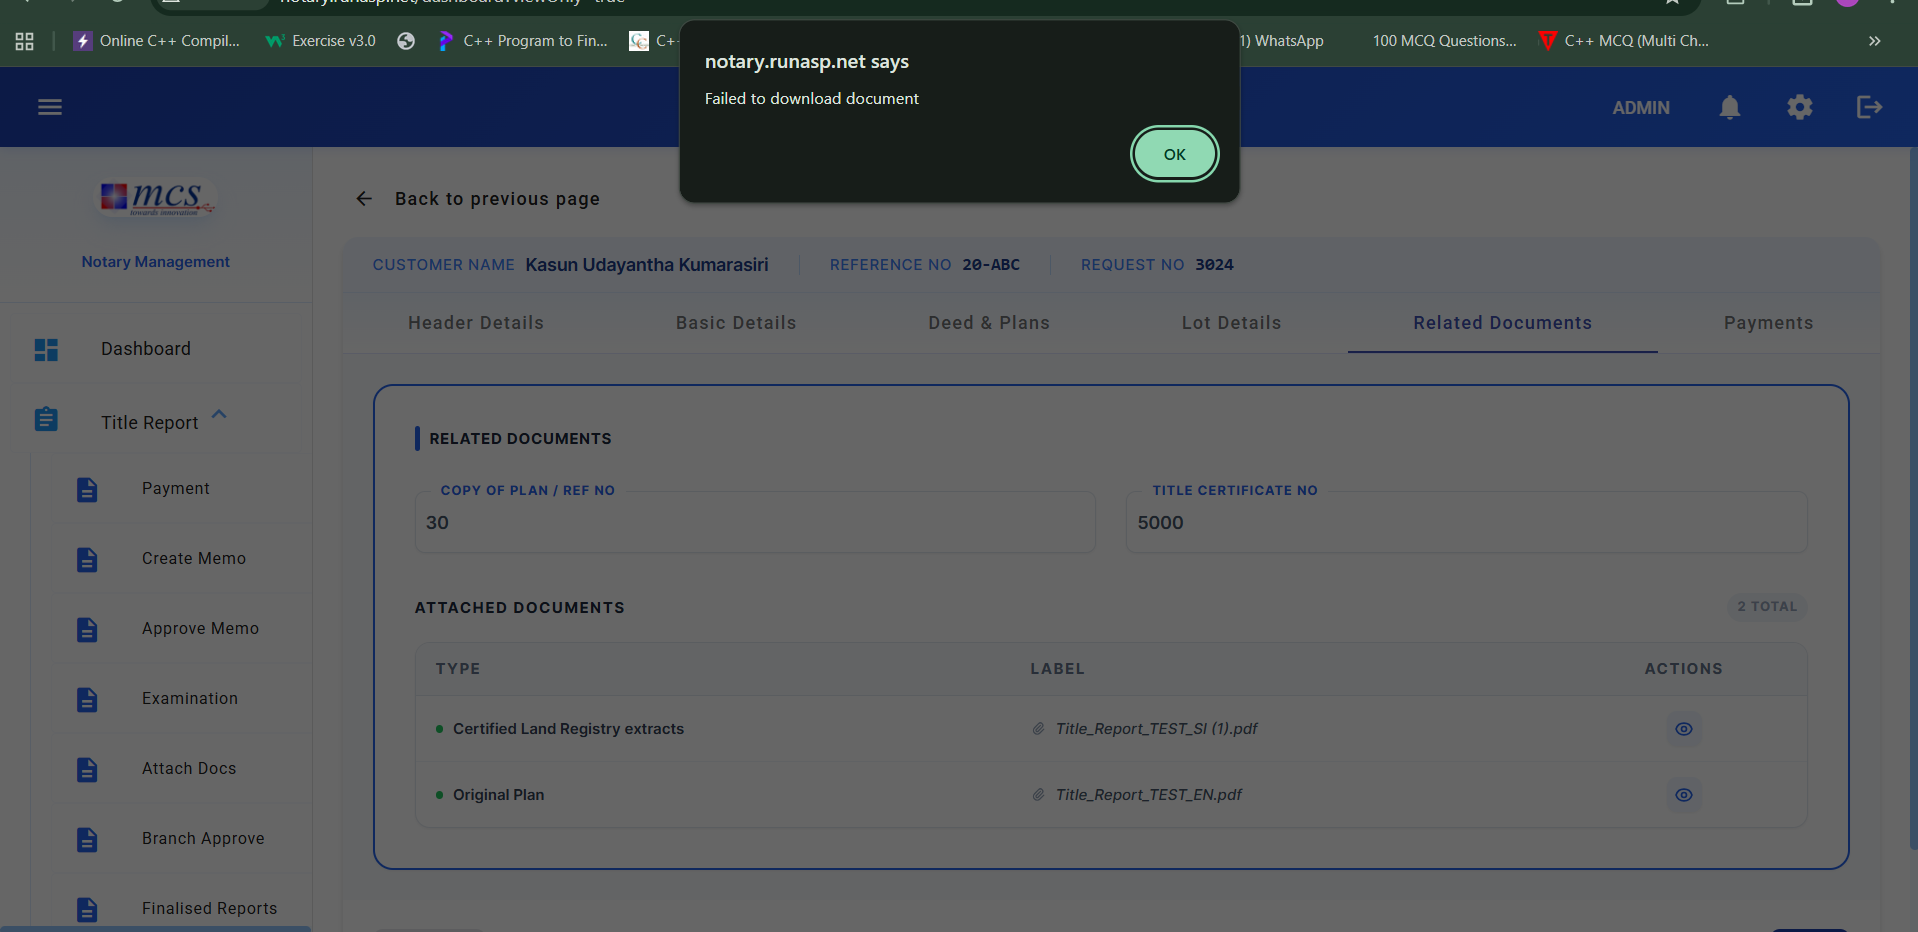 Online C++ Compil...
Exercise v3.0
C++ Program to Fin...
C+-
1) WhatsApp
100 MCQ Questions...
C++ MCQ (Multi Ch...
notary.runasp.net says
Failed to download document
OK
ADMIN
mcs
towards innovation
Notary Management
Back to previous page
CUSTOMER NAME Kasun Udayantha Kumarasiri REFERENCE NO 20-ABC REQUEST NO 3024
Header Details
Basic Details
Deed & Plans
Lot Details
Related Documents
Payments
Dashboard
Title Report
Payment
Create Memo
Approve Memo
Examination
Attach Docs
Branch Approve
Finalised Reports
RELATED DOCUMENTS
COPY OF PLAN / REF NO
30
TITLE CERTIFICATE NO
5000
ATTACHED DOCUMENTS
2 TOTAL
TYPE LABEL ACTIONS
Certified Land Registry extracts Title_Report_TEST_SI (1).pdf
Original Plan Title_Report_TEST_EN.pdf